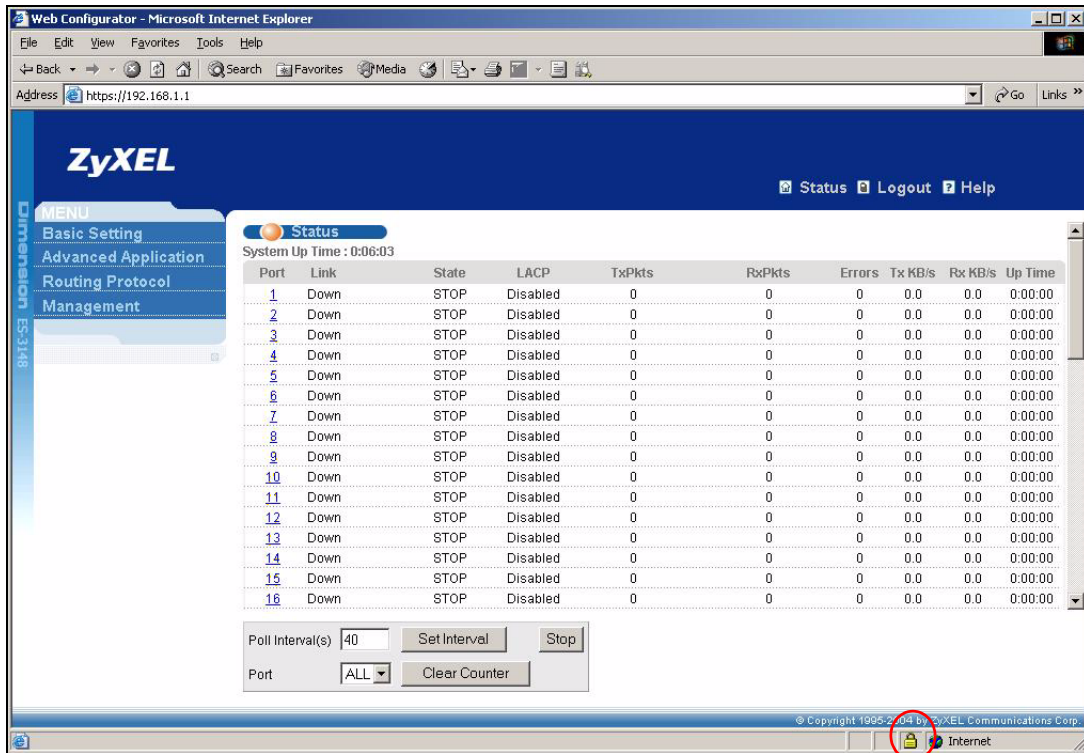 Web Configurator - Microsoft Internet Explorer
File Edit View Favorites Tools Help
Back Search Favorites Media
Address https://192.168.1.1 Go Links »
ZyXEL
Status Logout Help
Dimension ES-3148
MENU
Basic Setting
Advanced Application
Routing Protocol
Management
Status
System Up Time : 0:06:03
Port Link State LACP TxPkts RxPkts Errors Tx KB/s Rx KB/s Up Time
1 Down STOP Disabled 0 0 0 0.0 0.0 0:00:00
2 Down STOP Disabled 0 0 0 0.0 0.0 0:00:00
3 Down STOP Disabled 0 0 0 0.0 0.0 0:00:00
4 Down STOP Disabled 0 0 0 0.0 0.0 0:00:00
5 Down STOP Disabled 0 0 0 0.0 0.0 0:00:00
6 Down STOP Disabled 0 0 0 0.0 0.0 0:00:00
7 Down STOP Disabled 0 0 0 0.0 0.0 0:00:00
8 Down STOP Disabled 0 0 0 0.0 0.0 0:00:00
9 Down STOP Disabled 0 0 0 0.0 0.0 0:00:00
10 Down STOP Disabled 0 0 0 0.0 0.0 0:00:00
11 Down STOP Disabled 0 0 0 0.0 0.0 0:00:00
12 Down STOP Disabled 0 0 0 0.0 0.0 0:00:00
13 Down STOP Disabled 0 0 0 0.0 0.0 0:00:00
14 Down STOP Disabled 0 0 0 0.0 0.0 0:00:00
15 Down STOP Disabled 0 0 0 0.0 0.0 0:00:00
16 Down STOP Disabled 0 0 0 0.0 0.0 0:00:00
Poll Interval(s) 40 Set Interval Stop
Port ALL Clear Counter
© Copyright 1995-2004 by ZyXEL Communications Corp.
Internet